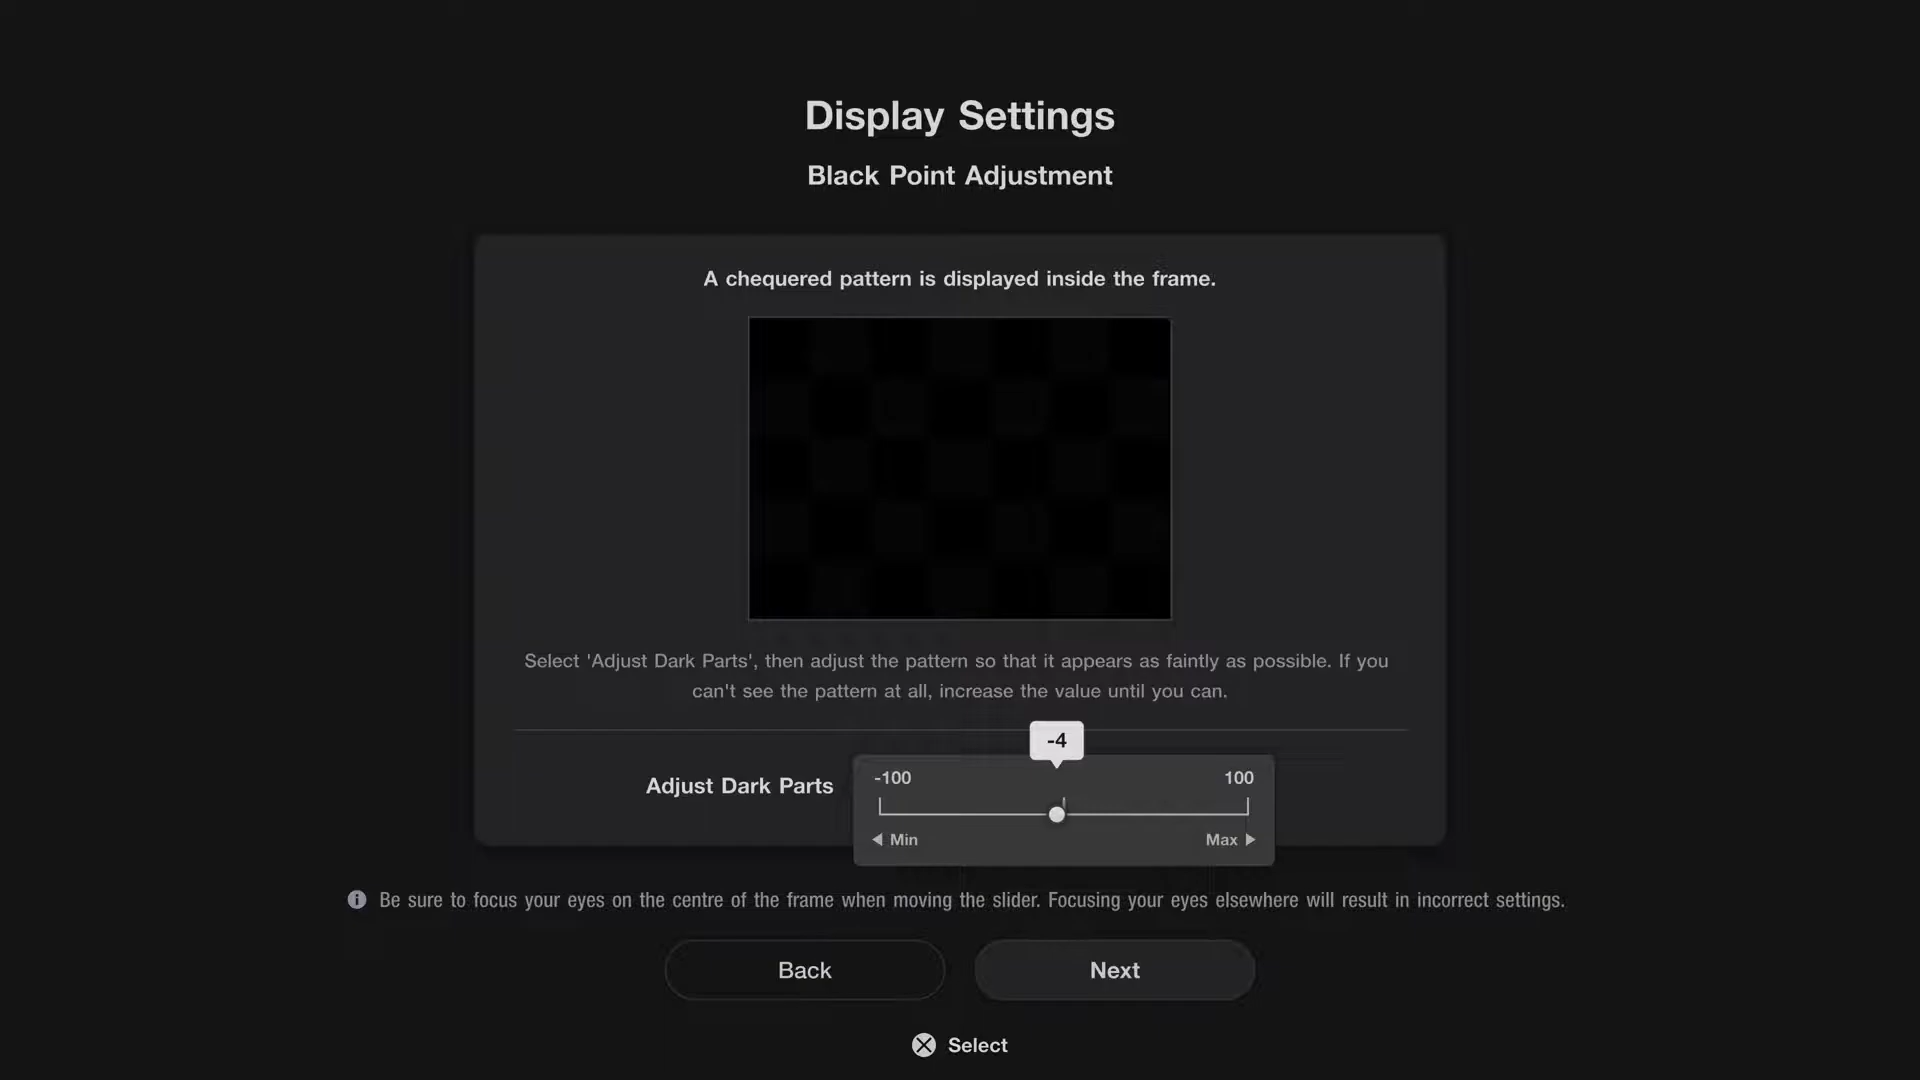 Display Settings
Black Point Adjustment
A chequered pattern is displayed inside the frame.
Select 'Adjust Dark Parts', then adjust the pattern so that it appears as faintly as possible. If you
can't see the pattern at all, increase the value until you can.
-4
Adjust Dark Parts
-100 100
Min Max
Be sure to focus your eyes on the centre of the frame when moving the slider. Focusing your eyes elsewhere will result in incorrect settings.
Back Next
Select